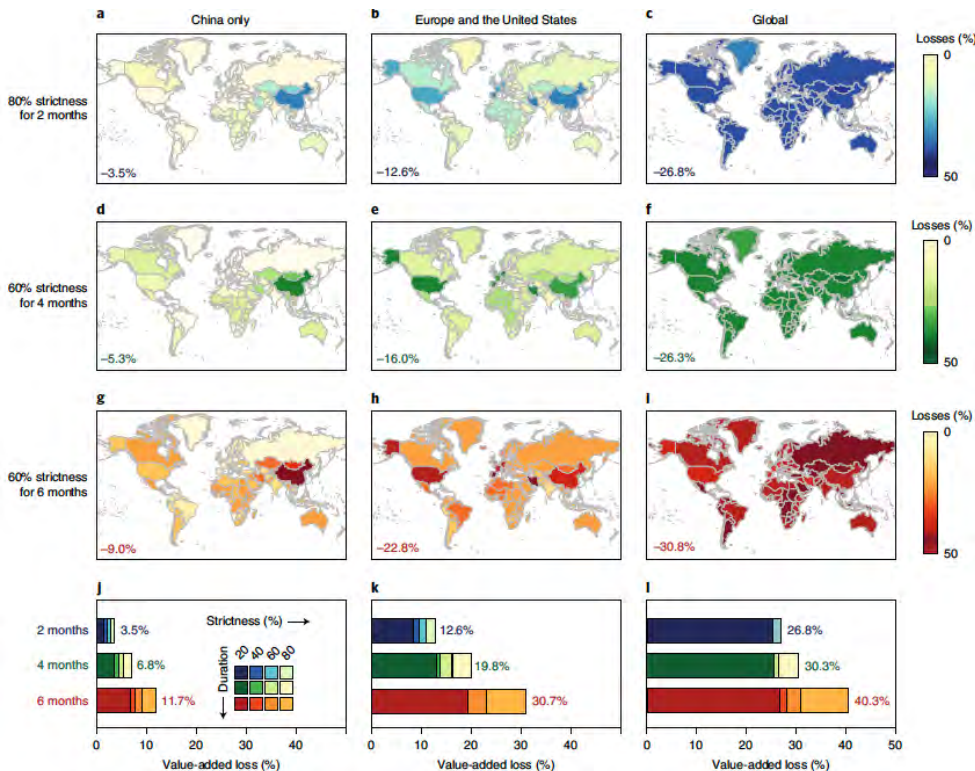 a China only
b Europe and the United States
c Global
80% strictness
for 2 months
−3.5%
−12.6%
−26.8%
Losses (%)
0
50
d
e
f
60% strictness
for 4 months
−5.3%
−16.0%
−26.3%
Losses (%)
0
50
g
h
i
60% strictness
for 6 months
−9.0%
−22.8%
−30.8%
Losses (%)
0
50
j
k
l
2 months
4 months
6 months
3.5%
6.8%
11.7%
Strictness (%)
20 40 60 80
Duration
12.6%
19.8%
30.7%
26.8%
30.3%
40.3%
0 10 20 30 40
0 10 20 30 40
0 10 20 30 40 50
Value-added loss (%)
Value-added loss (%)
Value-added loss (%)